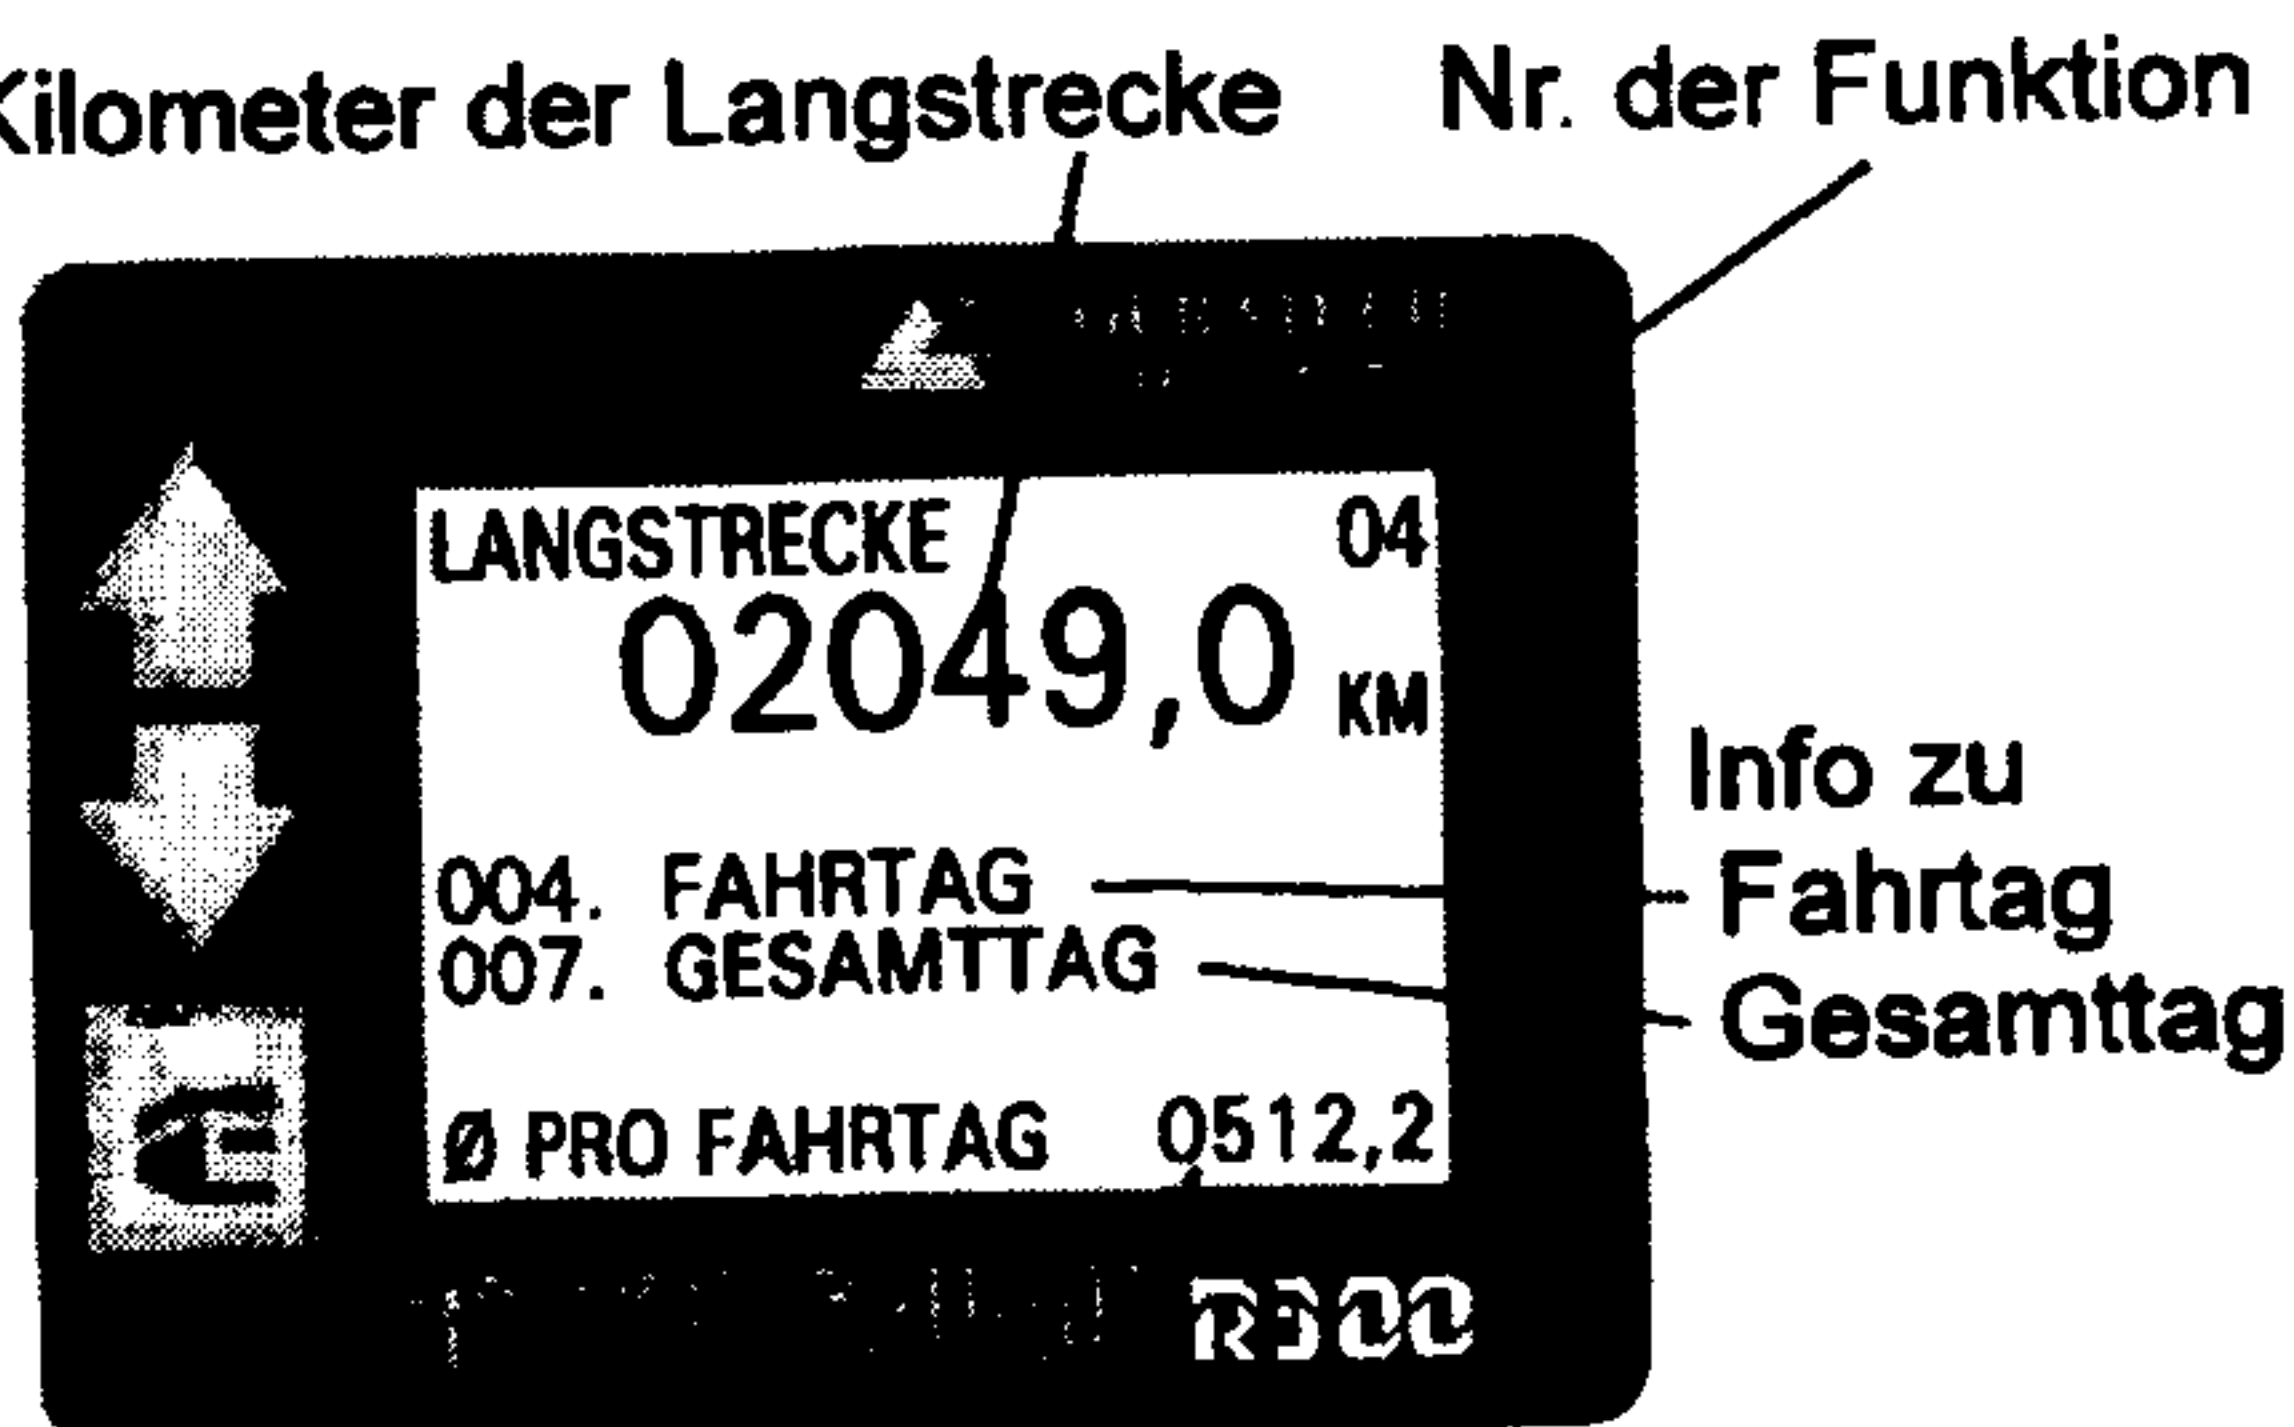 Kilometer der Langstrecke
Nr. der Funktion
LANGSTRECKE 04
02049,0 KM
004. FAHRTAG
007. GESAMTTAG
Ø PRO FAHRTAG 0512,2
Info zu
Fahrtag
Gesamttag